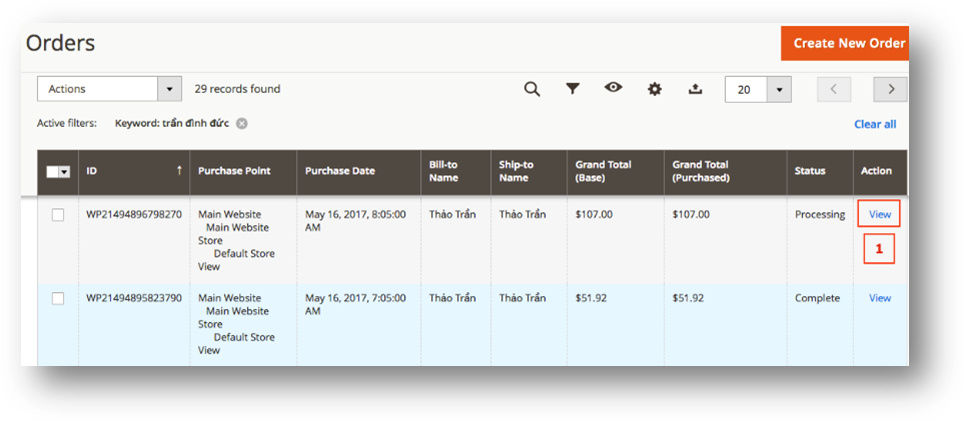 Orders
Create New Order
Actions
29 records found
20
Active filters: Keyword: trần đình đức
Clear all
ID
Purchase Point
Purchase Date
Bill-to
Name
Ship-to
Name
Grand Total
(Base)
Grand Total
(Purchased)
Status
Action
WP21494896798270
Main Website
Main Website
Store
Default Store
View
May 16, 2017, 8:05:00
AM
Thảo Trần
Thảo Trần
$107.00
$107.00
Processing
View
1
WP21494895823790
Main Website
Main Website
Store
Default Store
View
May 16, 2017, 7:05:00
AM
Thảo Trần
Thảo Trần
$51.92
$51.92
Complete
View